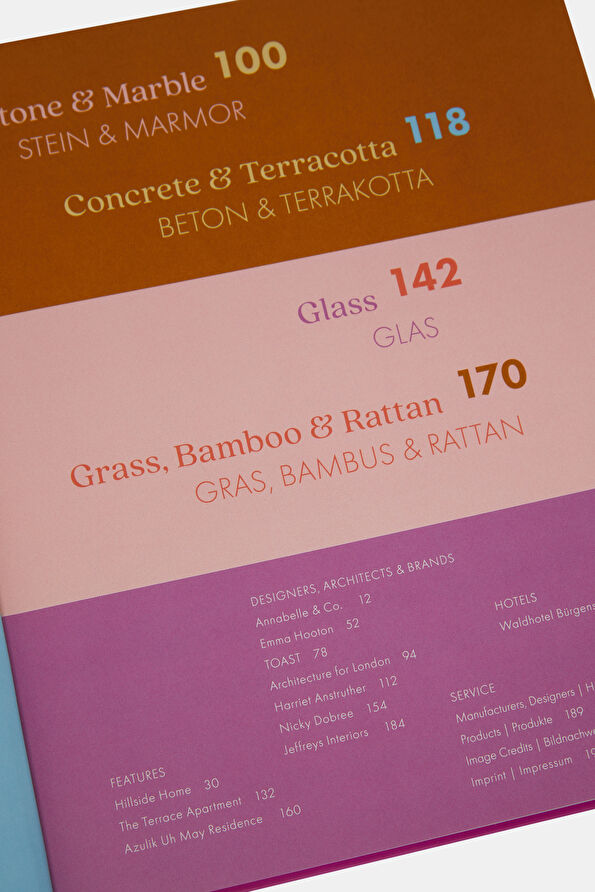 tone & Marble 100
STEIN & MARMOR
Concrete & Terracotta 118
BETON & TERRAKOTTA
Glass 142
GLAS
Grass, Bamboo & Rattan 170
GRAS, BAMBUS & RATTAN
DESIGNERS, ARCHITECTS & BRANDS
Annabelle & Co. 12
Emma Hooton 52
TOAST 78
Architecture for London 94
Harriet Anstruther 112
Nicky Dobree 154
Jeffreys Interiors 184
HOTELS
Waldhotel Bürgens
SERVICE
Manufacturers, Designers | H
Products | Produkte 189
Image Credits | Bildnachwe
Imprint | Impressum 19
FEATURES
Hillside Home 30
The Terrace Apartment 132
Azulik Uh May Residence 160